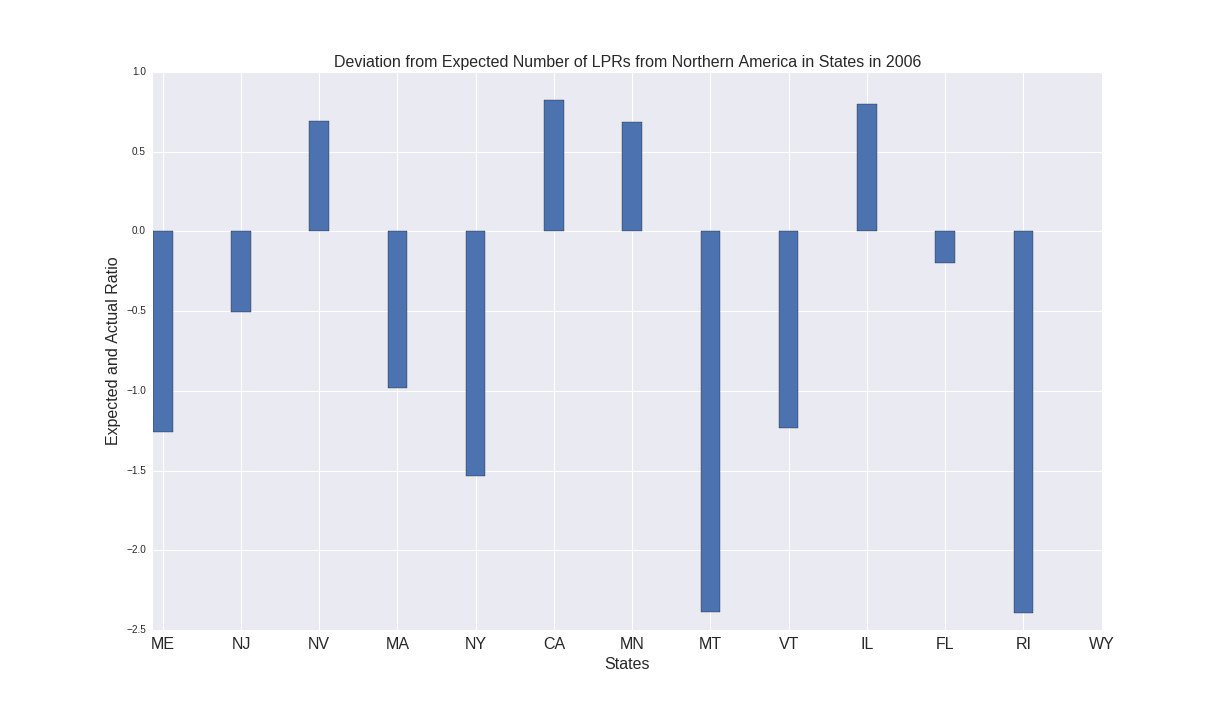 Deviation from Expected Number of LPRs from Northern America in States in 2006
Expected and Actual Ratio
1.0
0.5
0.0
−0.5
−1.0
−1.5
−2.0
−2.5
ME NJ NV MA NY CA MN MT VT IL FL RI WY
States